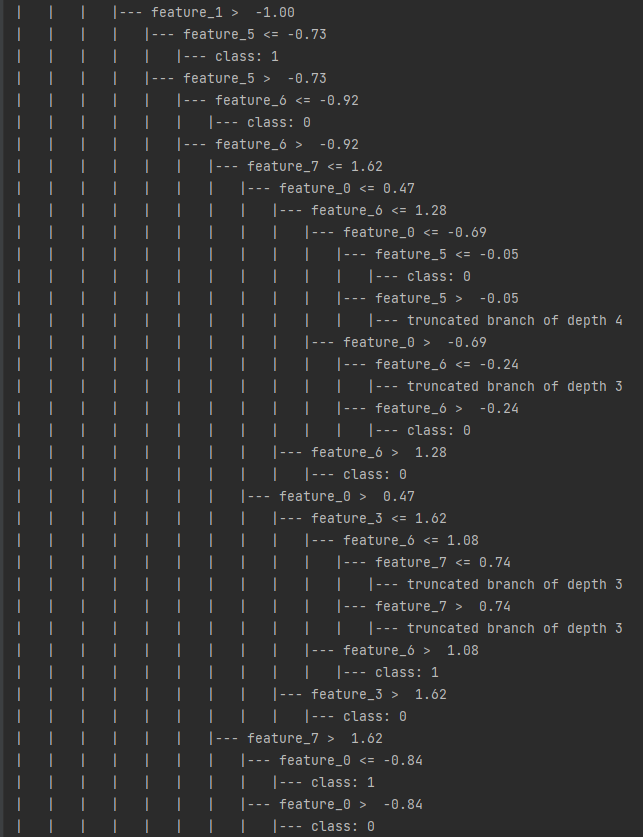 |   |   |   |--- feature_1 >  -1.00
|   |   |   |   |--- feature_5 <= -0.73
|   |   |   |   |   |--- class: 1
|   |   |   |   |--- feature_5 >  -0.73
|   |   |   |   |   |--- feature_6 <= -0.92
|   |   |   |   |   |   |--- class: 0
|   |   |   |   |   |--- feature_6 >  -0.92
|   |   |   |   |   |   |--- feature_7 <= 1.62
|   |   |   |   |   |   |   |--- feature_0 <= 0.47
|   |   |   |   |   |   |   |   |--- feature_6 <= 1.28
|   |   |   |   |   |   |   |   |   |--- feature_0 <= -0.69
|   |   |   |   |   |   |   |   |   |   |--- feature_5 <= -0.05
|   |   |   |   |   |   |   |   |   |   |   |--- class: 0
|   |   |   |   |   |   |   |   |   |   |--- feature_5 >  -0.05
|   |   |   |   |   |   |   |   |   |   |   |--- truncated branch of depth 4
|   |   |   |   |   |   |   |   |   |--- feature_0 >  -0.69
|   |   |   |   |   |   |   |   |   |   |--- feature_6 <= -0.24
|   |   |   |   |   |   |   |   |   |   |   |--- truncated branch of depth 3
|   |   |   |   |   |   |   |   |   |   |--- feature_6 >  -0.24
|   |   |   |   |   |   |   |   |   |   |   |--- class: 0
|   |   |   |   |   |   |   |   |--- feature_6 >  1.28
|   |   |   |   |   |   |   |   |   |--- class: 0
|   |   |   |   |   |   |   |--- feature_0 >  0.47
|   |   |   |   |   |   |   |   |--- feature_3 <= 1.62
|   |   |   |   |   |   |   |   |   |--- feature_6 <= 1.08
|   |   |   |   |   |   |   |   |   |   |--- feature_7 <= 0.74
|   |   |   |   |   |   |   |   |   |   |   |--- truncated branch of depth 3
|   |   |   |   |   |   |   |   |   |   |--- feature_7 >  0.74
|   |   |   |   |   |   |   |   |   |   |   |--- truncated branch of depth 3
|   |   |   |   |   |   |   |   |   |--- feature_6 >  1.08
|   |   |   |   |   |   |   |   |   |   |--- class: 1
|   |   |   |   |   |   |   |   |--- feature_3 >  1.62
|   |   |   |   |   |   |   |   |   |--- class: 0
|   |   |   |   |   |   |--- feature_7 >  1.62
|   |   |   |   |   |   |   |--- feature_0 <= -0.84
|   |   |   |   |   |   |   |   |--- class: 1
|   |   |   |   |   |   |   |--- feature_0 >  -0.84
|   |   |   |   |   |   |   |   |--- class: 0